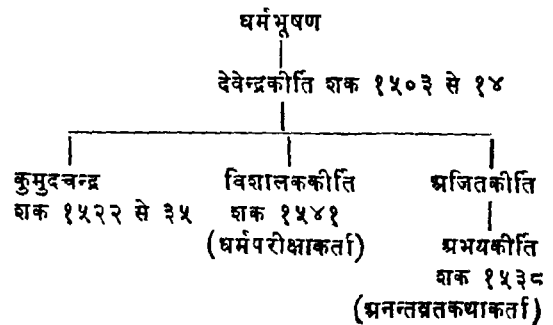 धर्मभूषण
देवेन्द्रकीर्ति शक १५०३ से १४
कुमुदचन्द्र
शक १५२२ से ३५
विशालककीर्ति
शक १५४१
(धर्मपरीक्षाकर्ता)
अजितकीर्ति
अभयकीर्ति
शक १५३८
(अनन्तव्रतकथाकर्ता)